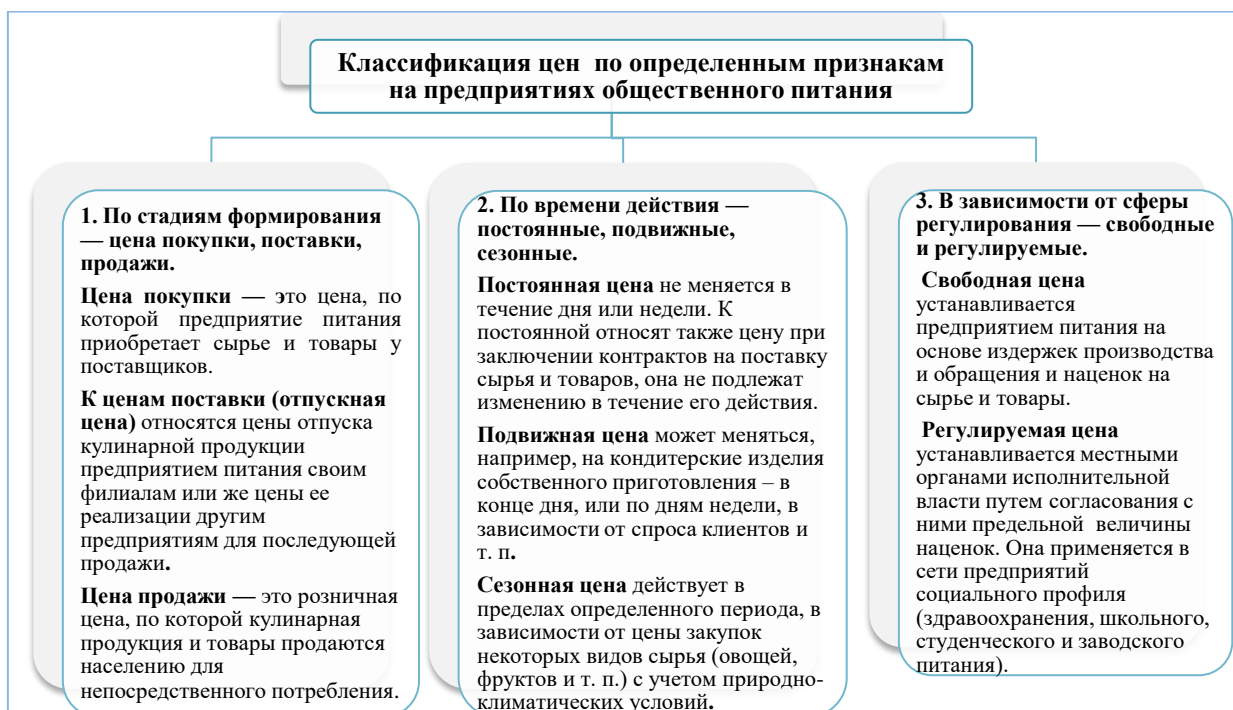 Классификация цен по определенным признакам
на предприятиях общественного питания
1. По стадиям формирования
— цена покупки, поставки,
продажи.
Цена покупки — это цена, по
которой предприятие питания
приобретает сырье и товары у
поставщиков.
К ценам поставки (отпускная
цена) относятся цены отпуска
кулинарной продукции
предприятием питания своим
филиалам или же цены ее
реализации другим
предприятиям для последующей
продажи.
Цена продажи — это розничная
цена, по которой кулинарная
продукция и товары продаются
населению для
непосредственного потребления.
2. По времени действия —
постоянные, подвижные,
сезонные.
Постоянная цена не меняется в
течение дня или недели. К
постоянной относят также цену при
заключении контрактов на поставку
сырья и товаров, она не подлежат
изменению в течение его действия.
Подвижная цена может меняться,
например, на кондитерские изделия
собственного приготовления – в
конце дня, или по дням недели, в
зависимости от спроса клиентов и
т. п.
Сезонная цена действует в
пределах определенного периода, в
зависимости от цены закупок
некоторых видов сырья (овощей,
фруктов и т. п.) с учетом природно-
климатических условий.
3. В зависимости от сферы
регулирования — свободные
и регулируемые.
Свободная цена
устанавливается
предприятием питания на
основе издержек производства
и обращения и наценок на
сырье и товары.
Регулируемая цена
устанавливается местными
органами исполнительной
власти путем согласования с
ними предельной величины
наценок. Она применяется в
сети предприятий
социального профиля
(здравоохранения, школьного,
студенческого и заводского
питания).